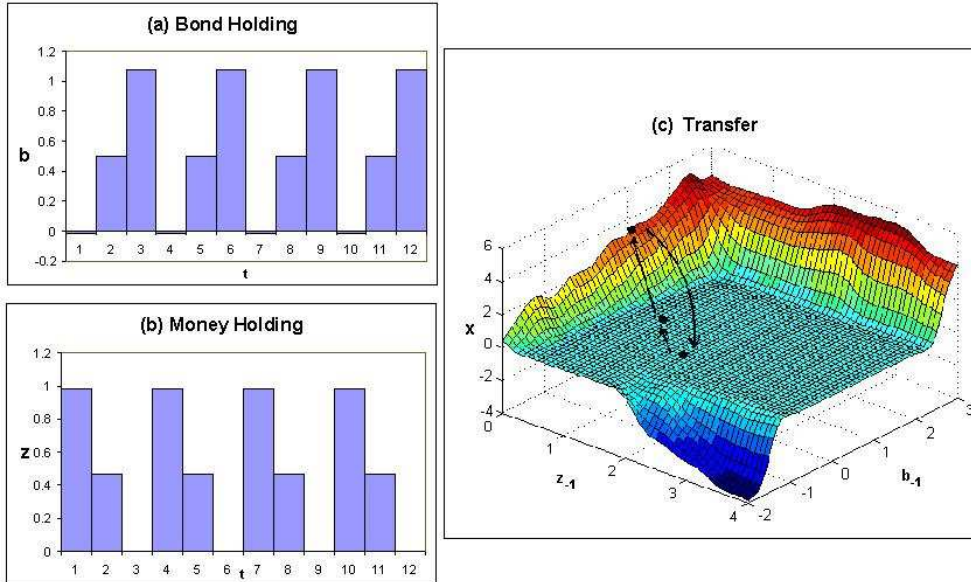 (a) Bond Holding
1.2
1
0.8
0.6
0.4
0.2
0
-0.2
b
1 2 3 4 5 6 7 8 9 10 11 12
t
(b) Money Holding
1.2
1
0.8
0.6
0.4
0.2
0
z
1 2 3 4 5 6 7 8 9 10 11 12
t
(c) Transfer
6
4
2
0
-2
-4
x
0 1 2 3 4
z-1
-2 -1 0 1 2 3
b-1